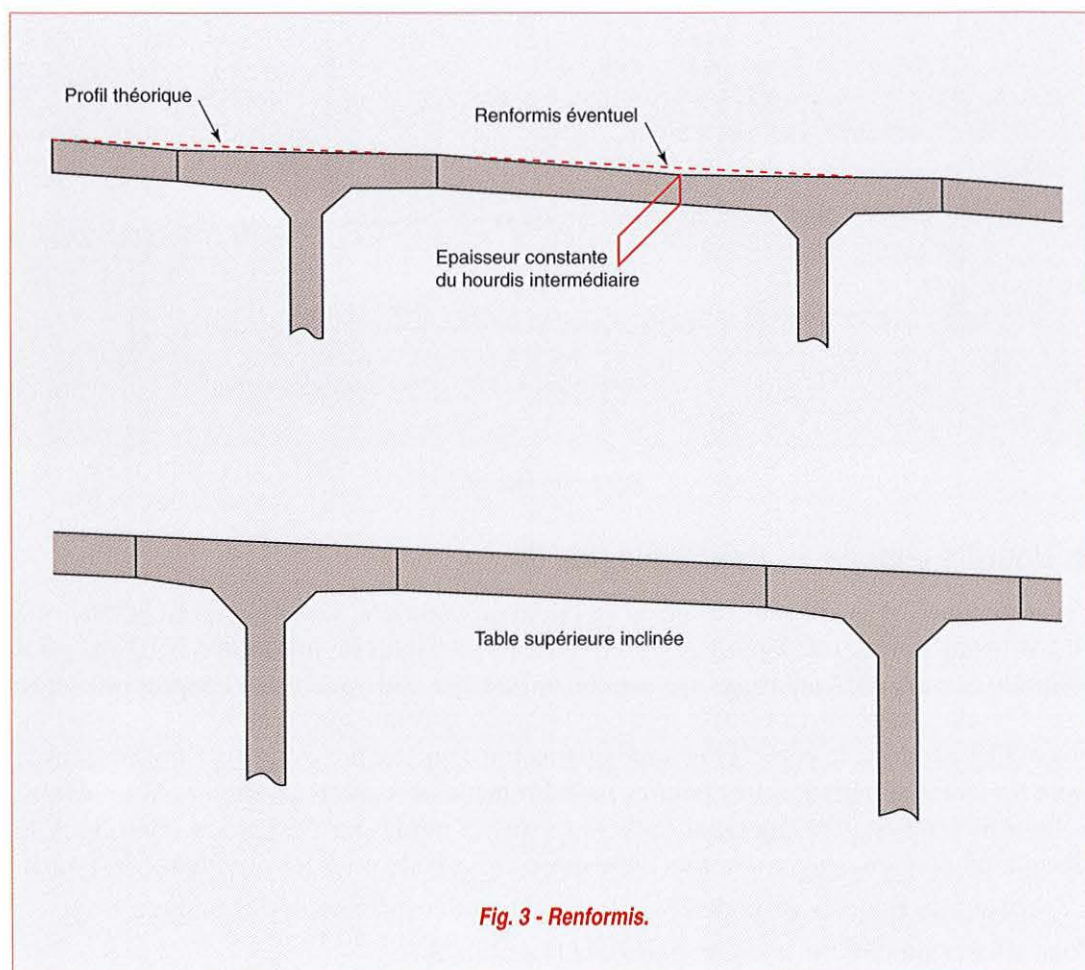 Profil théorique
Renformis éventuel
Epaisseur constante
du hourdis intermédiaire
Table supérieure inclinée
Fig. 3 - Renformis.